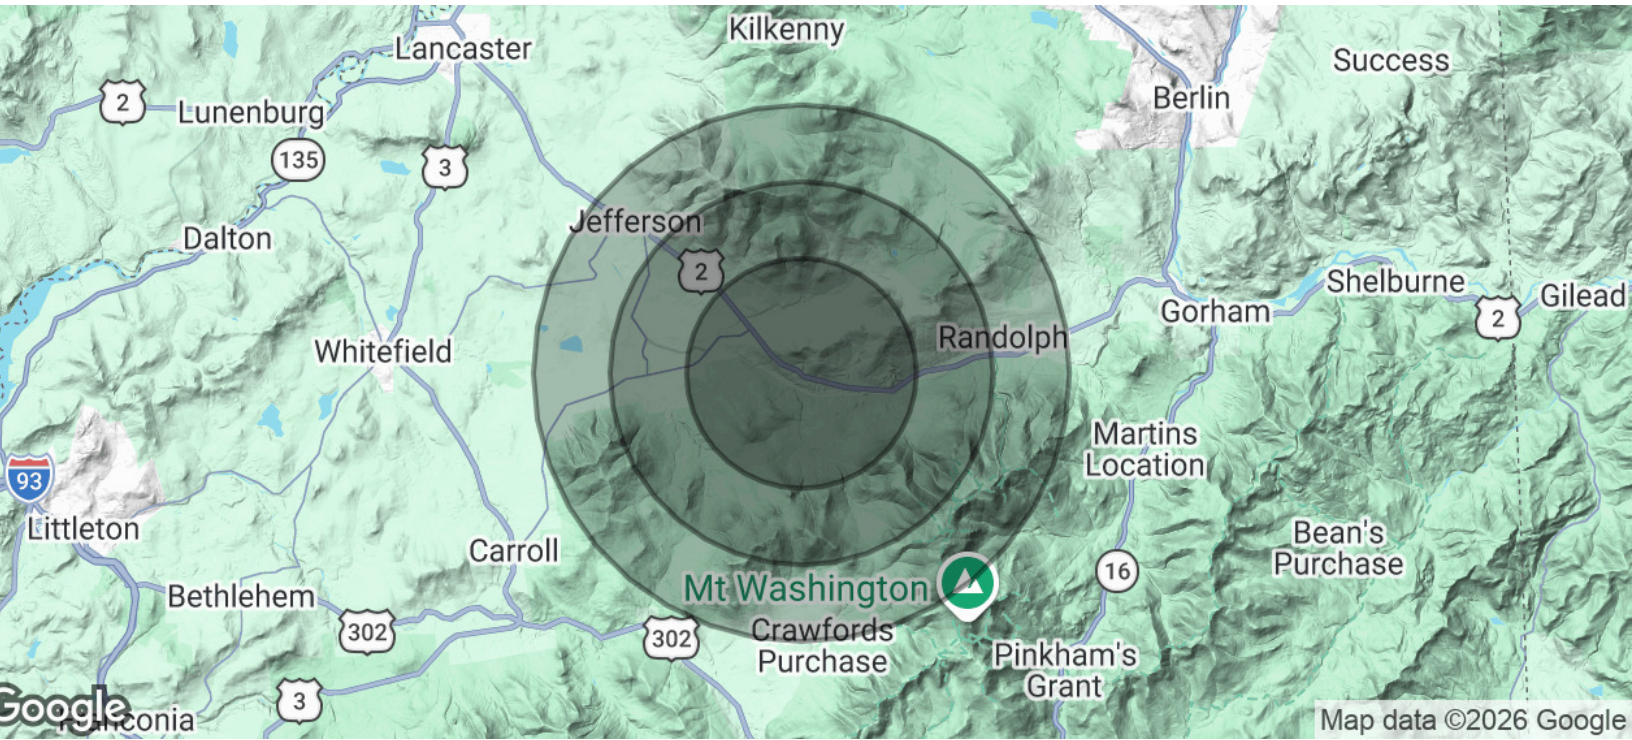 Kilkenny
Lancaster
Success
Berlin
2
Lunenburg
135
3
Jefferson
Dalton
2
Shelburne
Gilead
Gorham
2
Randolph
Whitefield
Martins
Location
93
Littleton
Bean's
Purchase
Carroll
16
Mt Washington
Bethlehem
302
302
Crawfords
Purchase
Pinkham's
Grant
3
Google
Franconia
Map data ©2026 Google